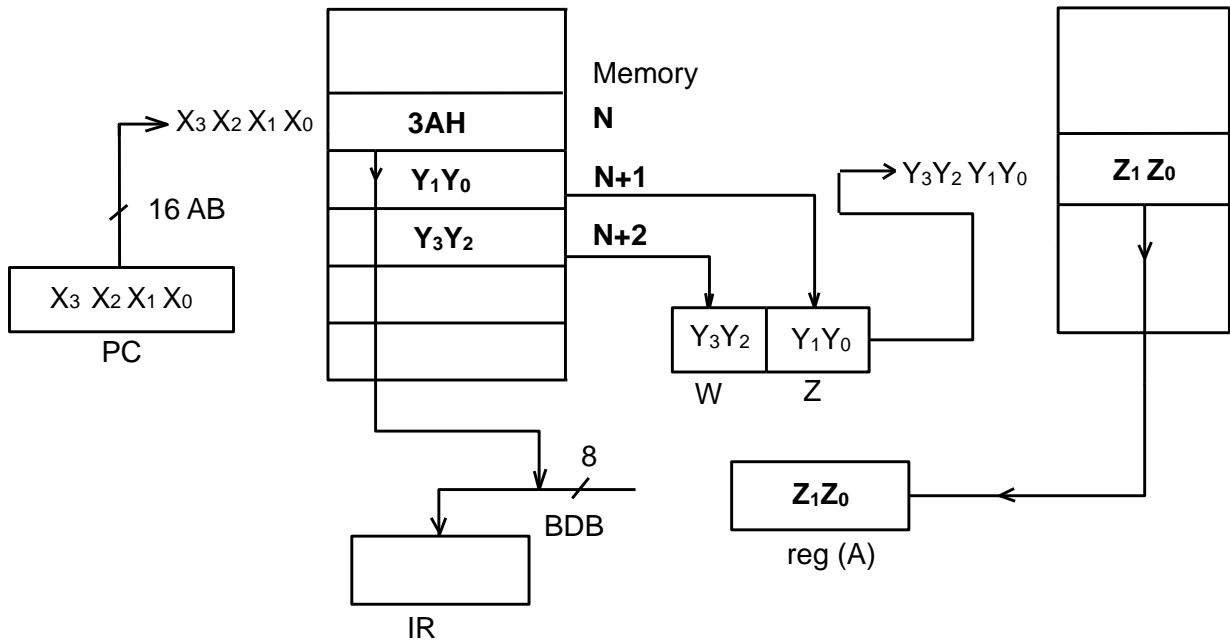 Memory
X₃ X₂ X₁ X₀
3AH
N
Y₁Y₀
N+1
Y₃Y₂ Y₁Y₀
Z₁ Z₀
16 AB
Y₃Y₂
N+2
X₃ X₂ X₁ X₀
PC
Y₃Y₂
Y₁Y₀
W
Z
8
BDB
Z₁Z₀
reg (A)
IR